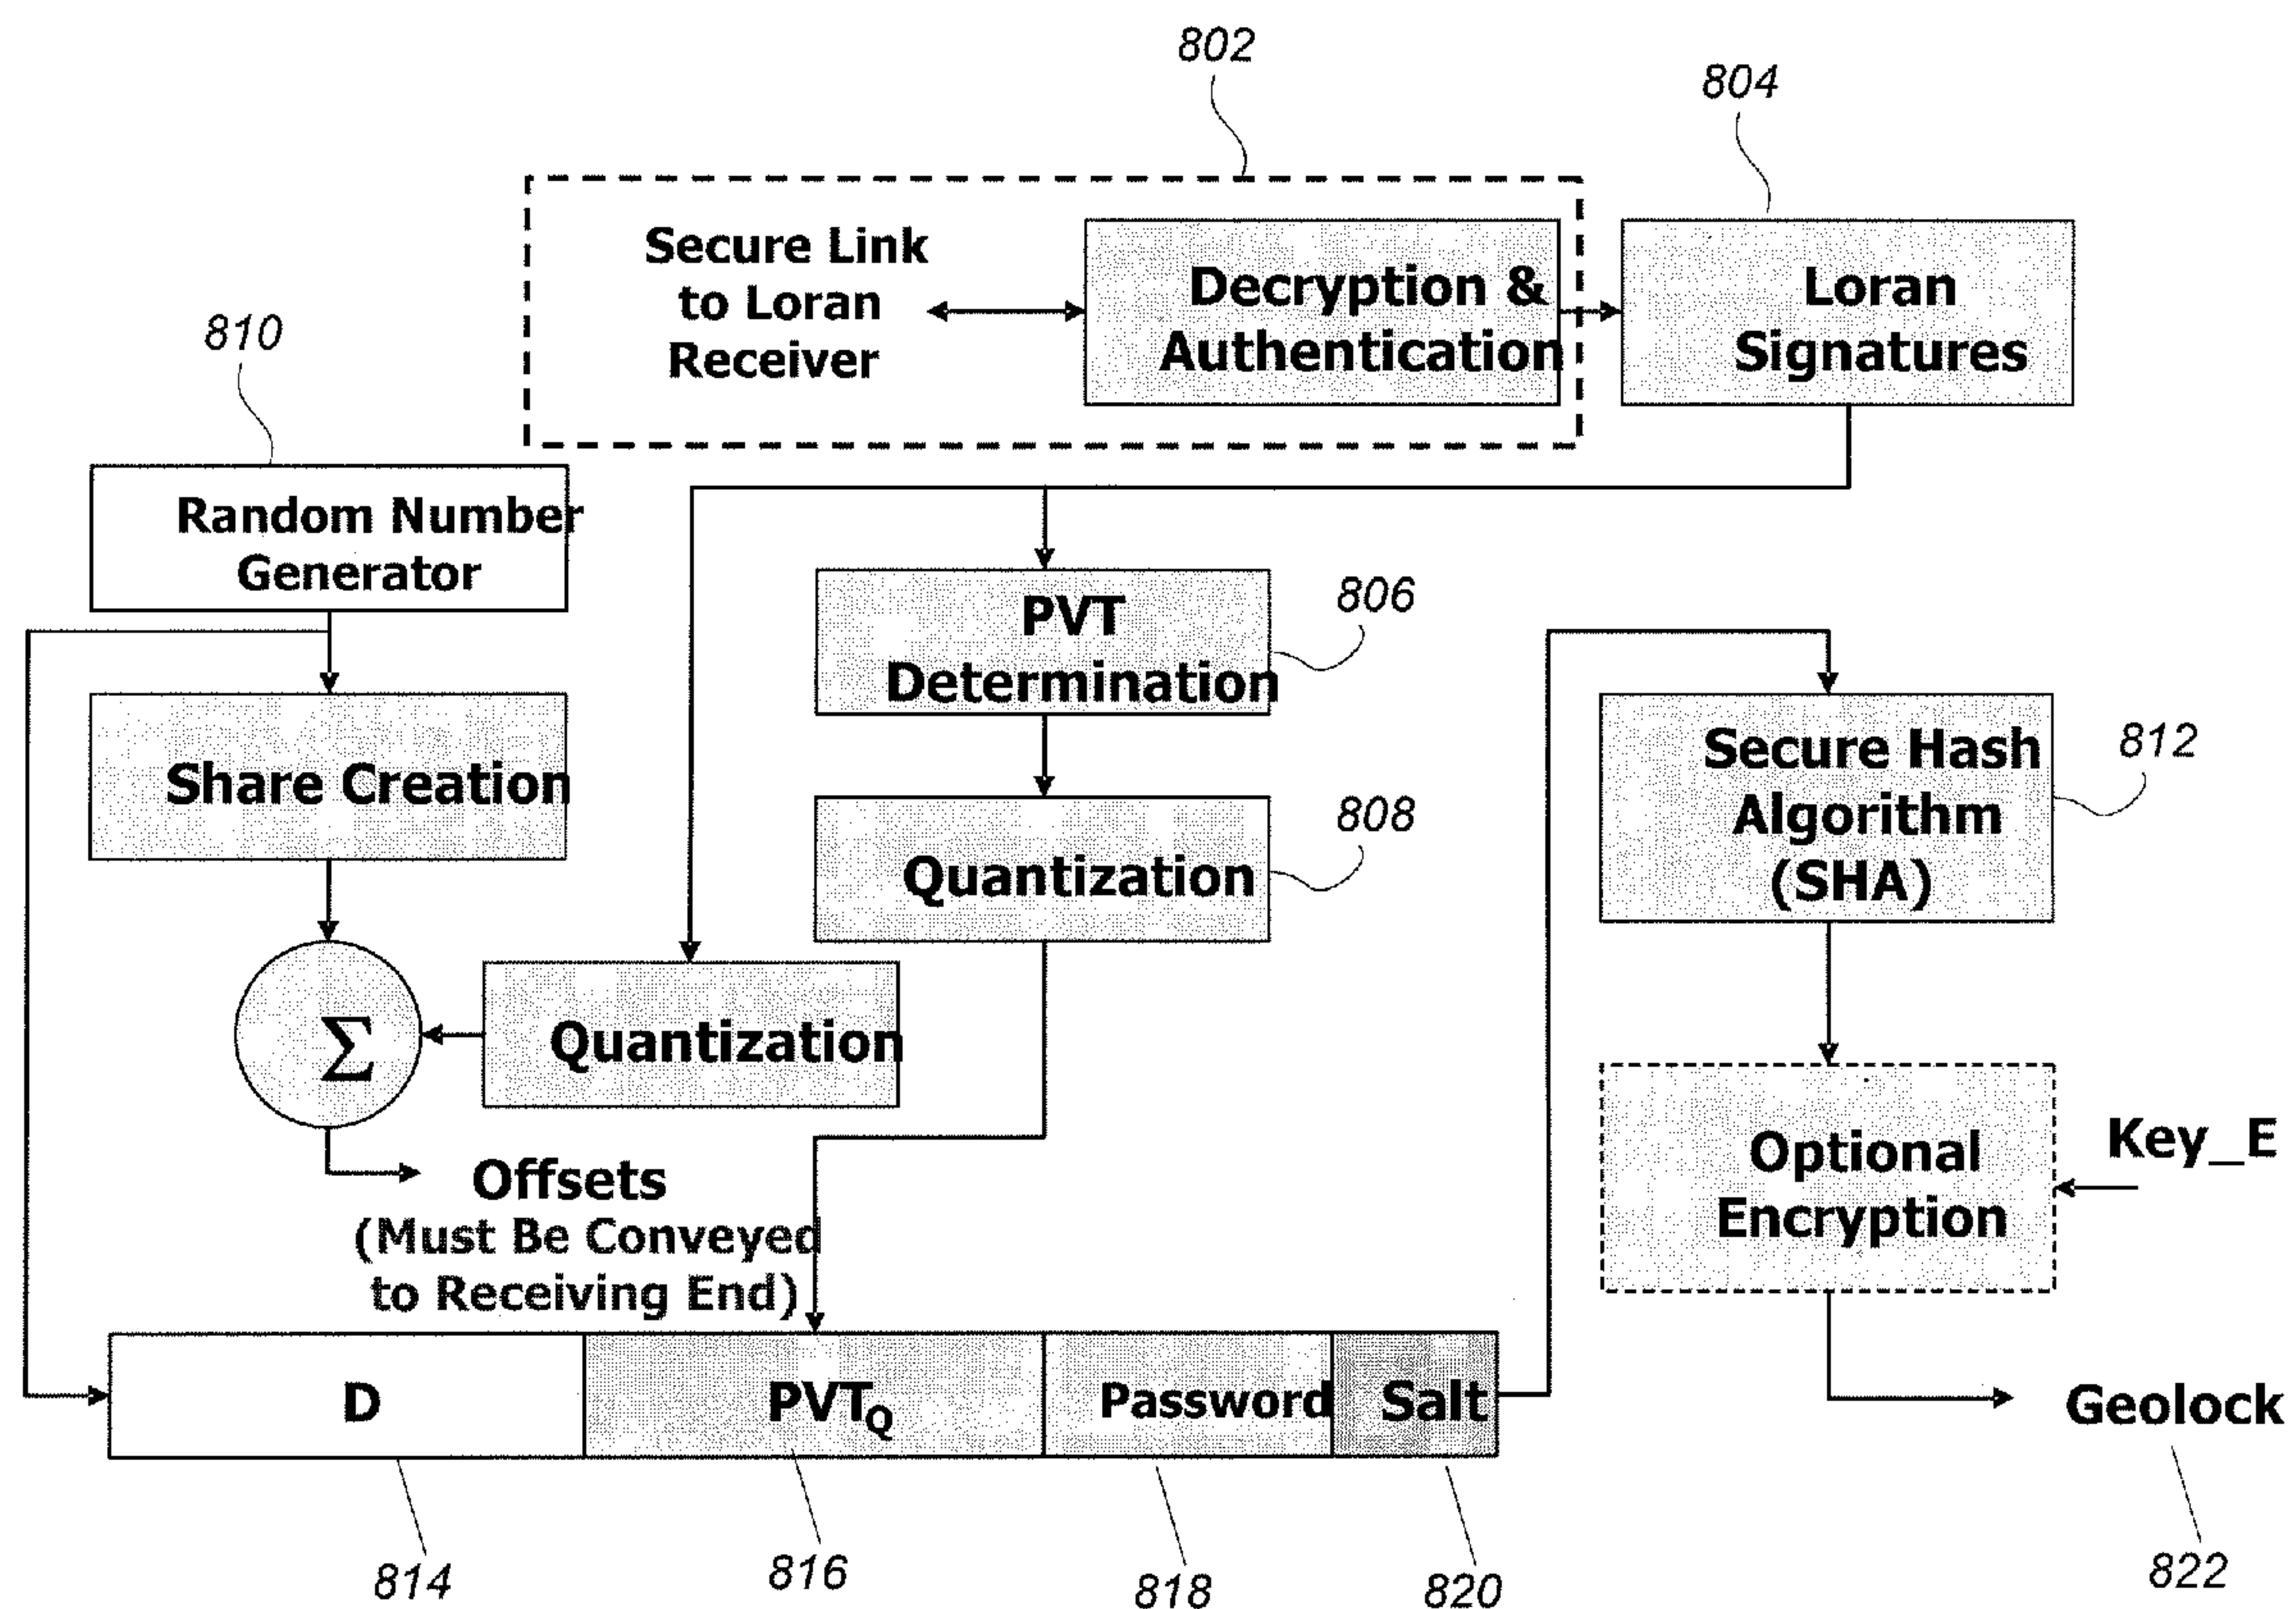 802
804
Secure Link
to Loran
Receiver
Decryption &
Authentication
Loran
Signatures
810
Random Number
Generator
PVT
Determination
806
Share Creation
Secure Hash
Algorithm
(SHA)
812
Quantization
808
Σ
Quantization
Optional
Encryption
Key_E
Offsets
(Must Be Conveyed
to Receiving End)
D
PVTQ
Password
Salt
Geolock
814
816
818
820
822